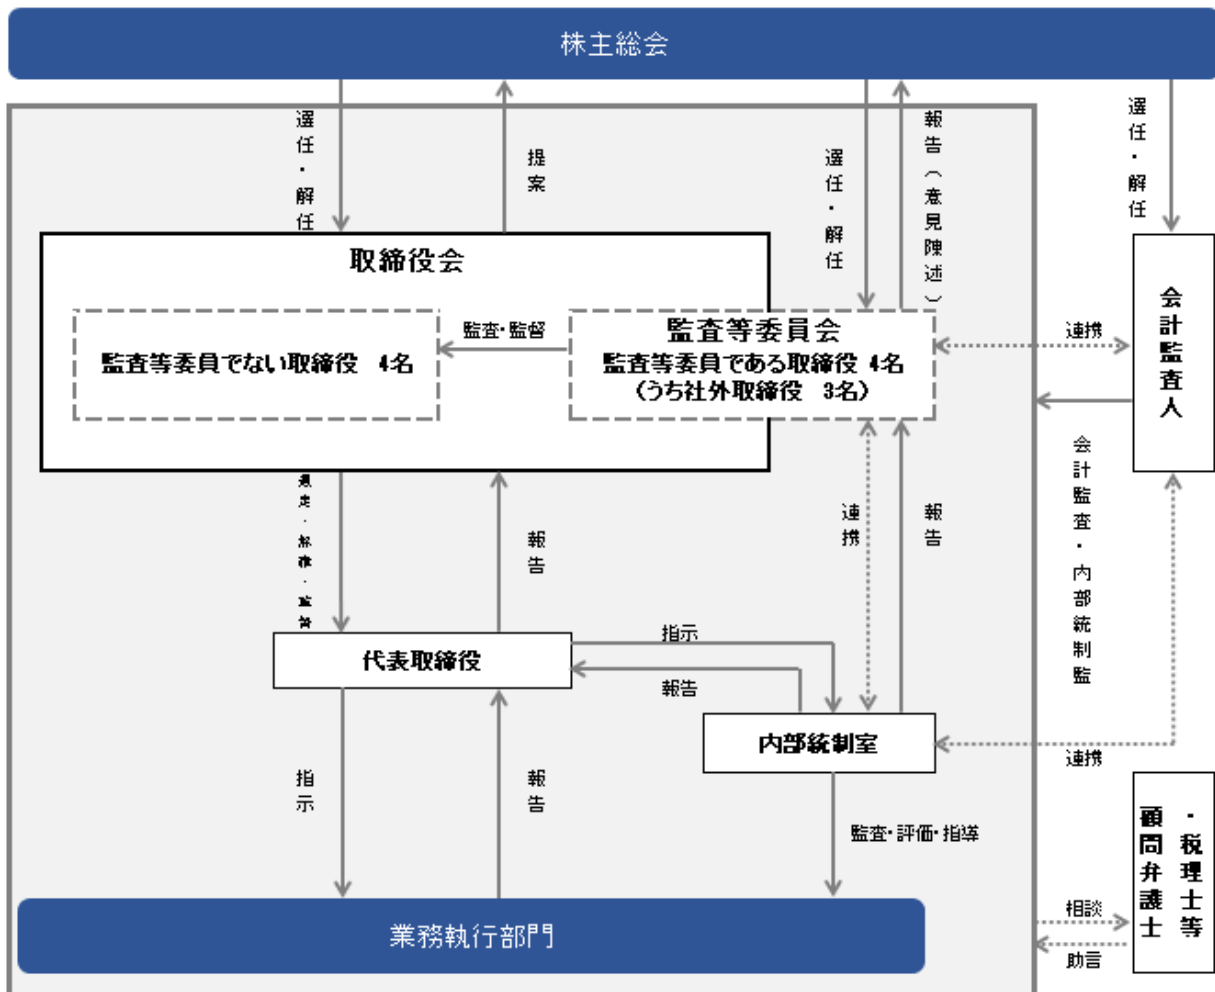 株主総会
選任・解任
提案
選任・解任
報告(意見陳述)
選任・解任
取締役会
監査等委員でない取締役 4名
監査・監督
監査等委員会
監査等委員である取締役 4名
(うち社外取締役 3名)
連携
会計監査人
会計監査・内部統制監
選定・解職・監督
報告
連携
報告
代表取締役
指示
報告
内部統制室
連携
指示
報告
監査・評価・指導
顧問弁護士
・税理士等
相談
助言
業務執行部門